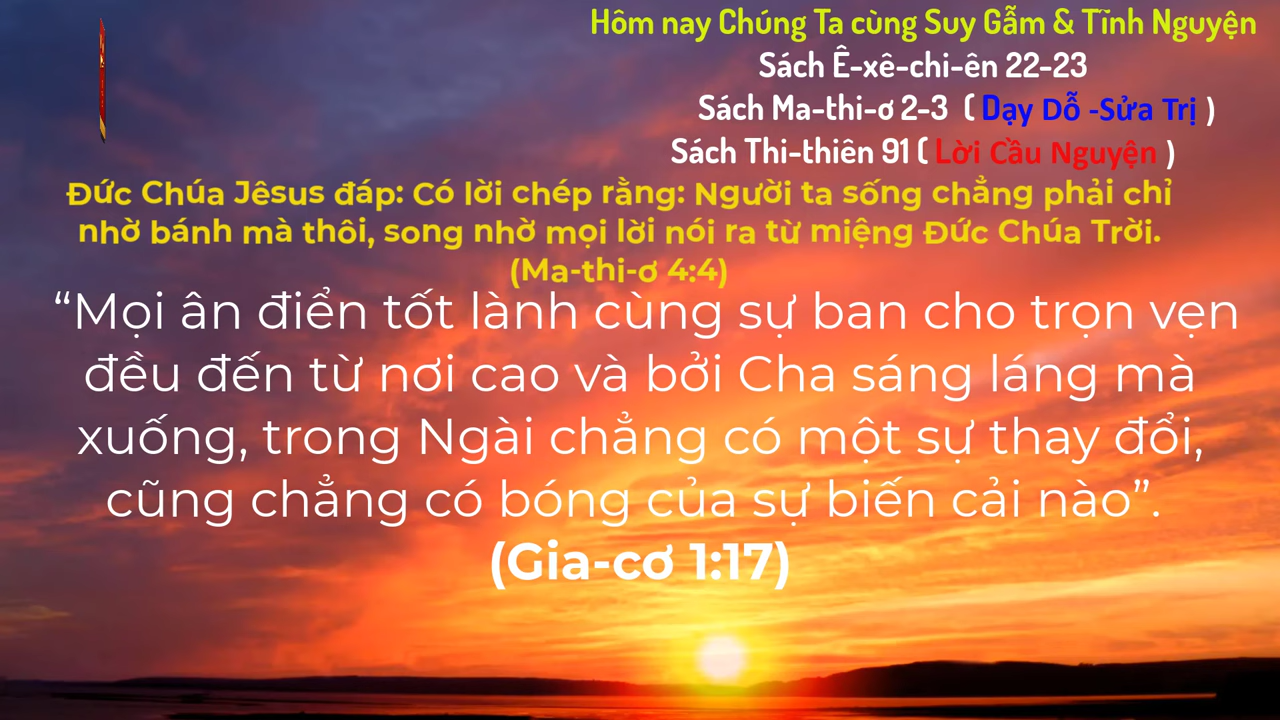 Hôm nay Chúng Ta cùng Suy Gẫm & Tĩnh Nguyện
Sách Ê-xê-chi-ên 22-23
Sách Ma-thi-ơ 2-3 ( Dạy Dỗ -Sửa Trị )
Sách Thi-thiên 91 ( Lời Cầu Nguyện )
Đức Chúa Jêsus đáp: Có lời chép rằng: Người ta sống chẳng phải chỉ
nhờ bánh mà thôi, song nhờ mọi lời nói ra từ miệng Đức Chúa Trời.
(Ma-thi-ơ 4:4)
“Mọi ân điển tốt lành cùng sự ban cho trọn vẹn
đều đến từ nơi cao và bởi Cha sáng láng mà
xuống, trong Ngài chẳng có một sự thay đổi,
cũng chẳng có bóng của sự biến cải nào”.
(Gia-cơ 1:17)